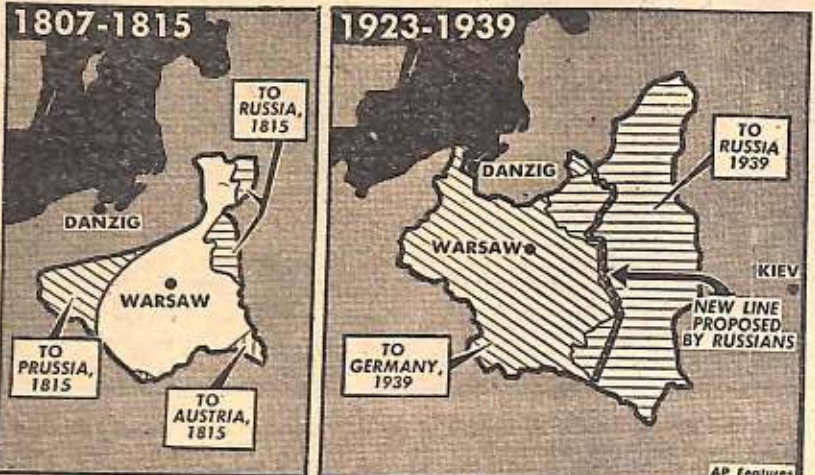 1807-1815
TO
RUSSIA,
1815
DANZIG
WARSAW
TO
PRUSSIA,
1815
TO
AUSTRIA,
1815
1923-1939
TO
RUSSIA
1939
DANZIG
WARSAW
KIEV
NEW LINE
PROPOSED
BY RUSSIANS
TO
GERMANY,
1939
AP Features